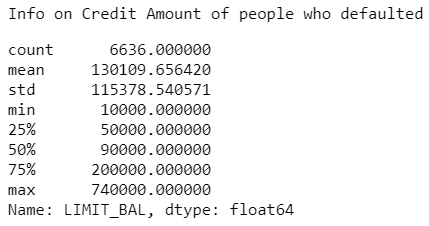 Info on Credit Amount of people who defaulted
count 6636.000000
mean 130109.656420
std 115378.540571
min 10000.000000
25% 50000.000000
50% 90000.000000
75% 200000.000000
max 740000.000000
Name: LIMIT_BAL, dtype: float64